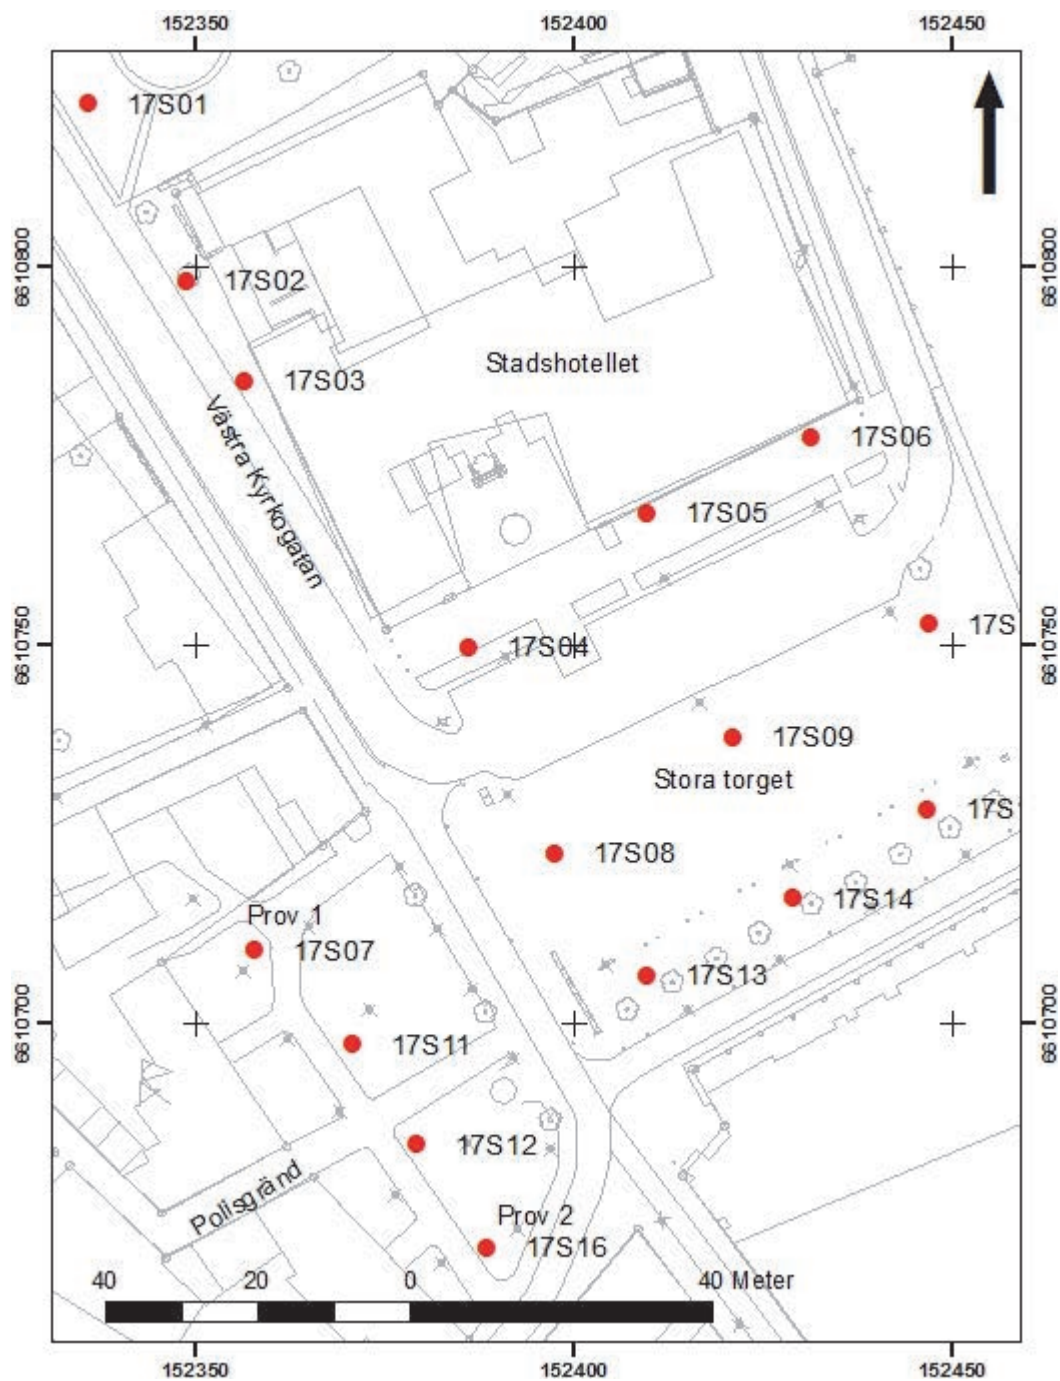 152350
152400
152450
17S01
6610800
17S02
6610800
Stadshotellet
17S03
Västra Kyrkogatan
17S06
17S05
17S
6610750
17S04
6610750
17S09
Stora torget
17S
17S08
17S14
Prov 1
17S07
17S13
6610700
6610700
17S11
17S12
Polisgränd
Prov 2
17S16
40 20 0 40 Meter
152350
152400
152450